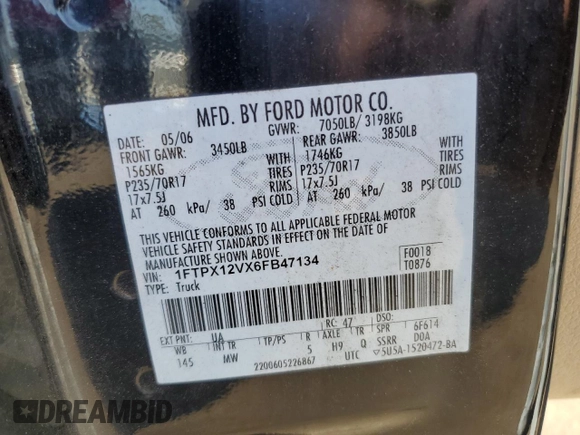 MFD. BY FORD MOTOR CO.
DATE: 05/06 GVWR: 7050LB/ 3198KG
FRONT GAWR: 3450LB REAR GAWR: 3850LB
1565KG WITH 1746KG WITH
P235/70R17 TIRES P235/70R17 TIRES
17x7.5J RIMS 17x7.5J RIMS
AT 260 kPa/ 38 PSI COLD AT 260 kPa/ 38 PSI COLD
THIS VEHICLE CONFORMS TO ALL APPLICABLE FEDERAL MOTOR
VEHICLE SAFETY STANDARDS IN EFFECT ON THE DATE OF
MANUFACTURE SHOWN ABOVE.
VIN: 1FTPX12VX6FB47134 F0018
TYPE: Truck T0876
EXT PNT: UA RC: 47 DSO:
WB INT TR TP/PS R AXLE TR SPR 6F614
145 MW 5 H9 Q SSRR D0A
2200605226867 UTC ▽5U5A-1520472-BA
DREAMBID